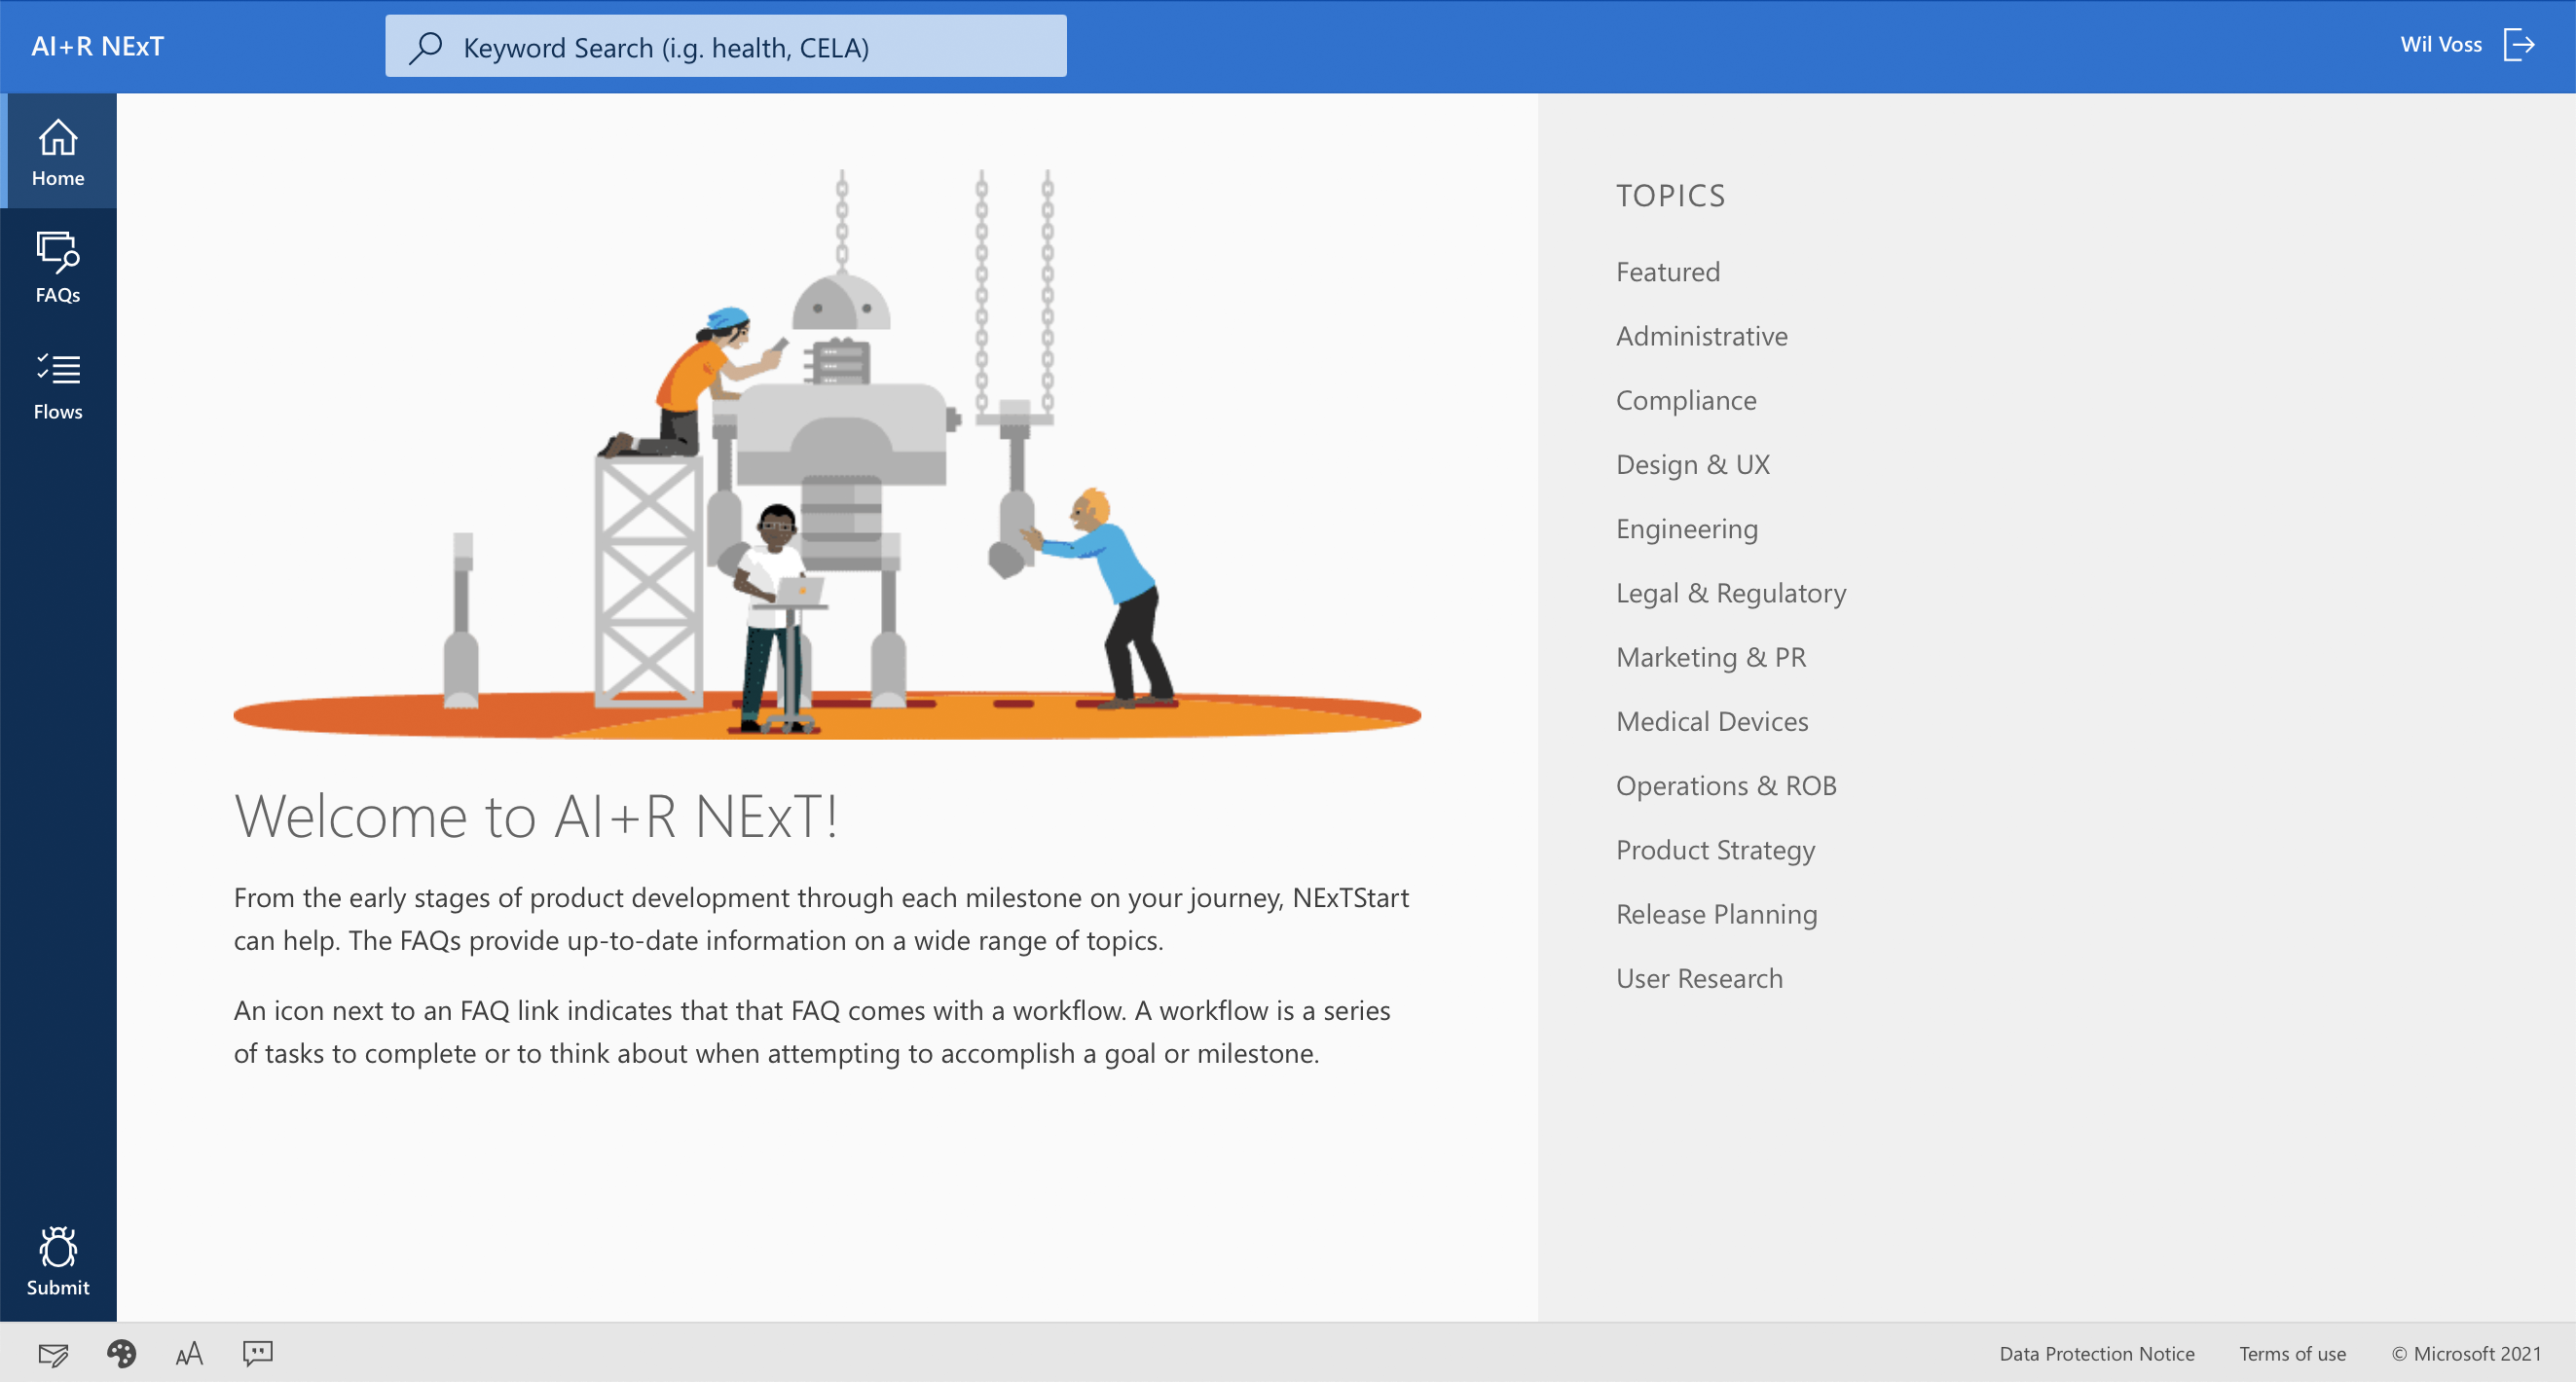 AI+R NExT
Keyword Search (i.g. health, CELA)
Wil Voss
Home
FAQs
Flows
Submit
Welcome to AI+R NExT!
From the early stages of product development through each milestone on your journey, NExTStart
can help. The FAQs provide up-to-date information on a wide range of topics.
An icon next to an FAQ link indicates that that FAQ comes with a workflow. A workflow is a series
of tasks to complete or to think about when attempting to accomplish a goal or milestone.
TOPICS
Featured
Administrative
Compliance
Design & UX
Engineering
Legal & Regulatory
Marketing & PR
Medical Devices
Operations & ROB
Product Strategy
Release Planning
User Research
Data Protection Notice
Terms of use
© Microsoft 2021